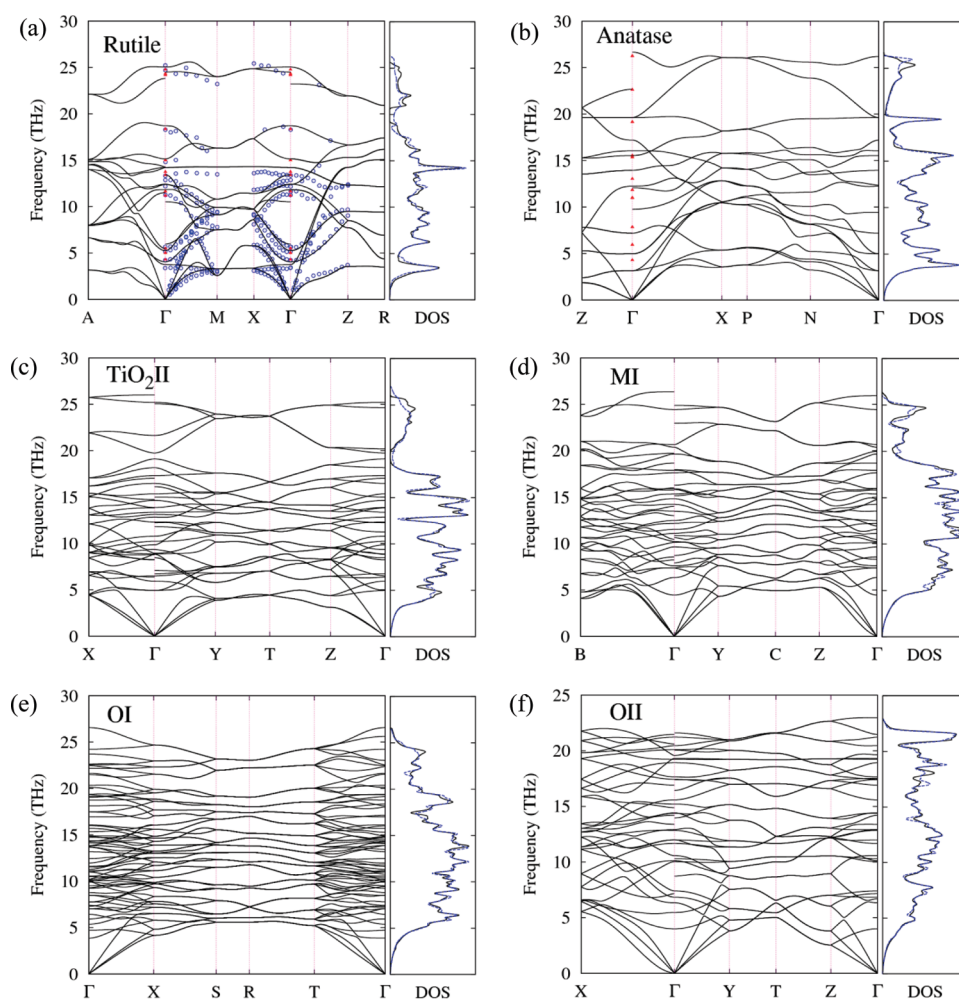 (a)
Rutile
Frequency (THz)
30
25
20
15
10
5
0
A Γ M X Γ Z R DOS
(b)
Anatase
Frequency (THz)
30
25
20
15
10
5
0
Z Γ X P N Γ DOS
(c)
TiO2II
Frequency (THz)
30
25
20
15
10
5
0
X Γ Y T Z Γ DOS
(d)
MI
Frequency (THz)
30
25
20
15
10
5
0
B Γ Y C Z Γ DOS
(e)
OI
Frequency (THz)
30
25
20
15
10
5
0
Γ X S R T Γ DOS
(f)
OII
Frequency (THz)
25
20
15
10
5
0
X Γ Y T Z Γ DOS